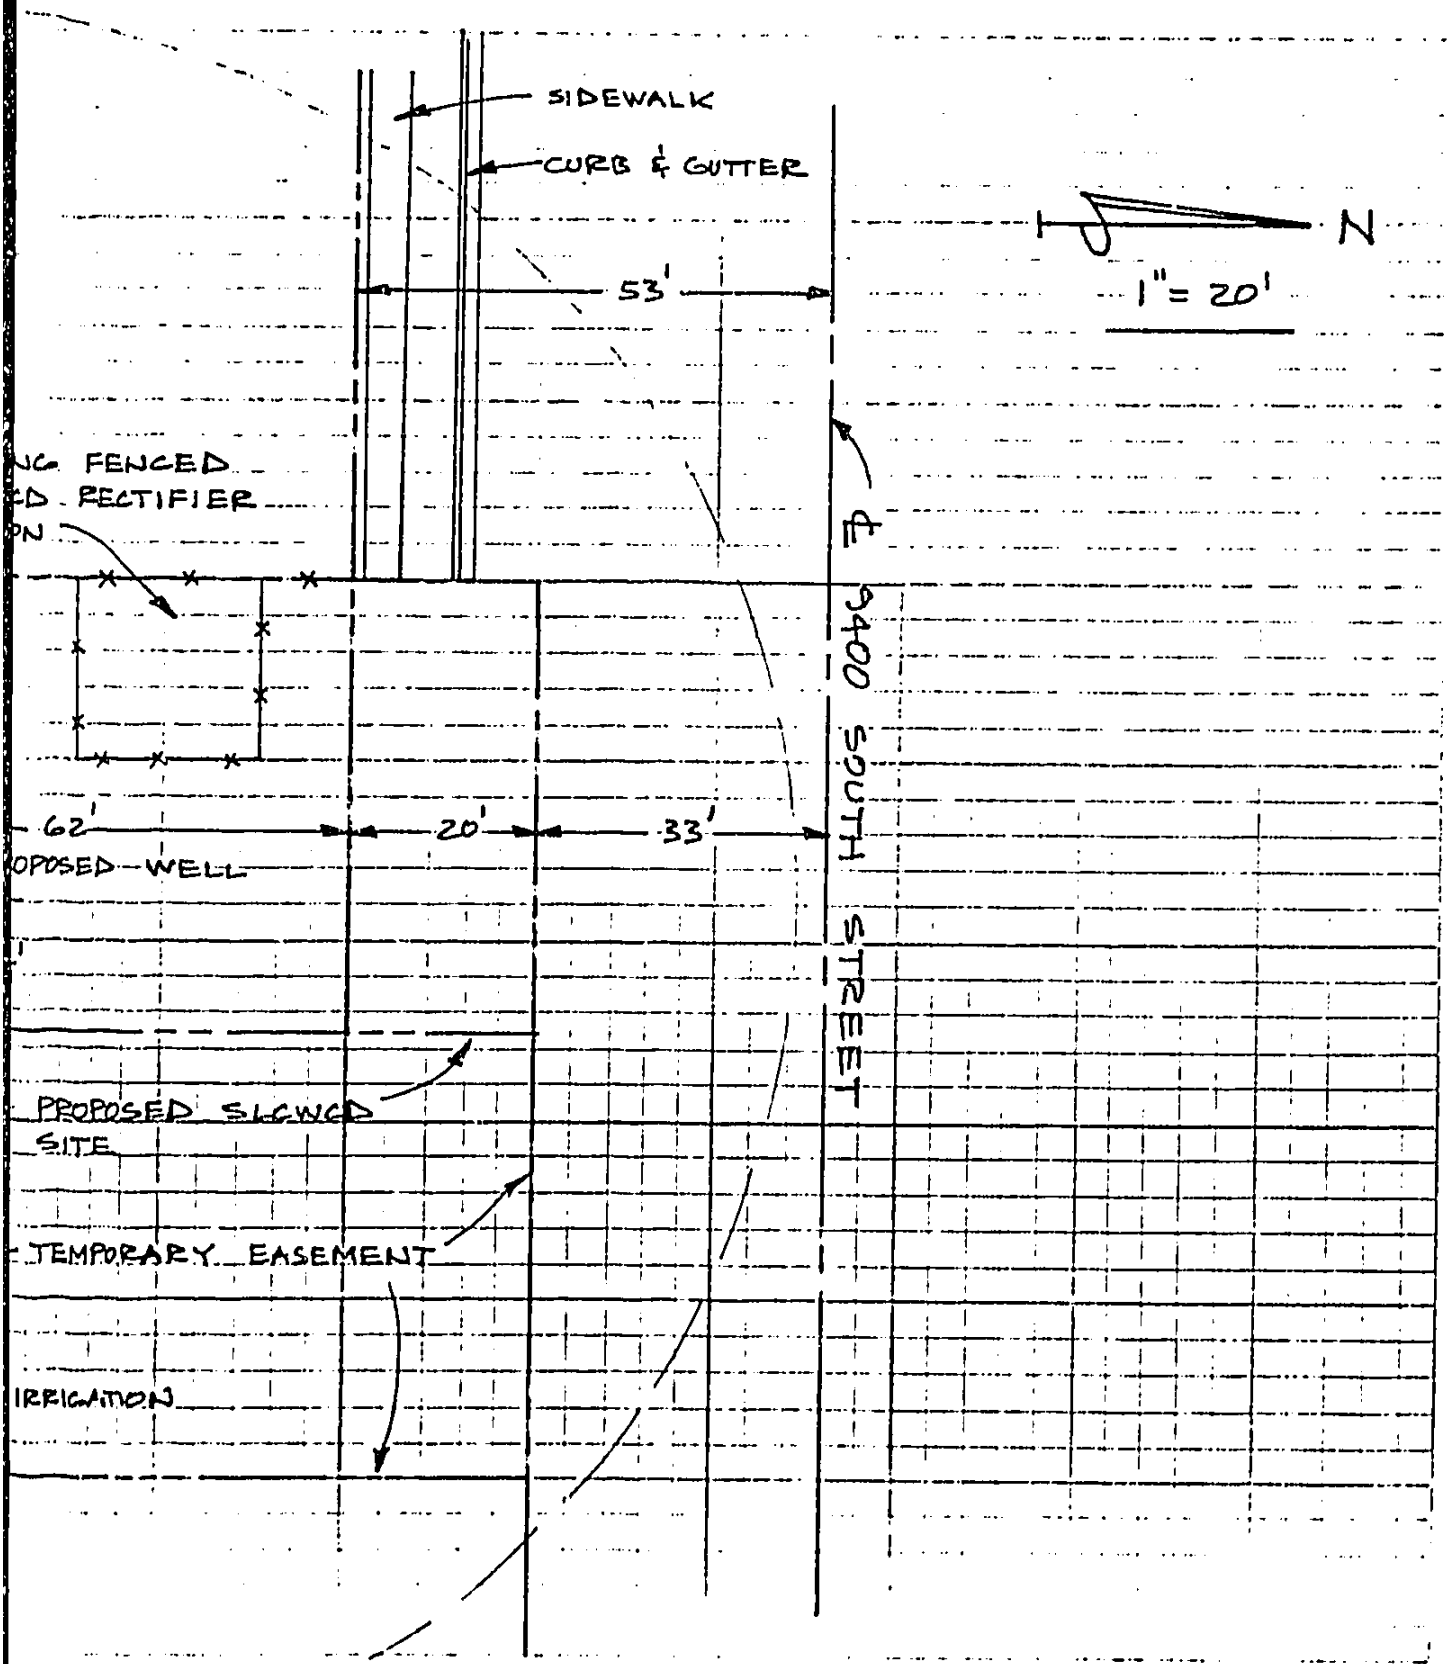 SIDEWALK
CURB & GUTTER
N
53'
1" = 20'
FENCED
RECTIFIER
℄ 9400 SOUTH STREET
62'
20'
33'
WELL
PROPOSED SLCWCD
SITE
TEMPORARY EASEMENT
IRRIGATION